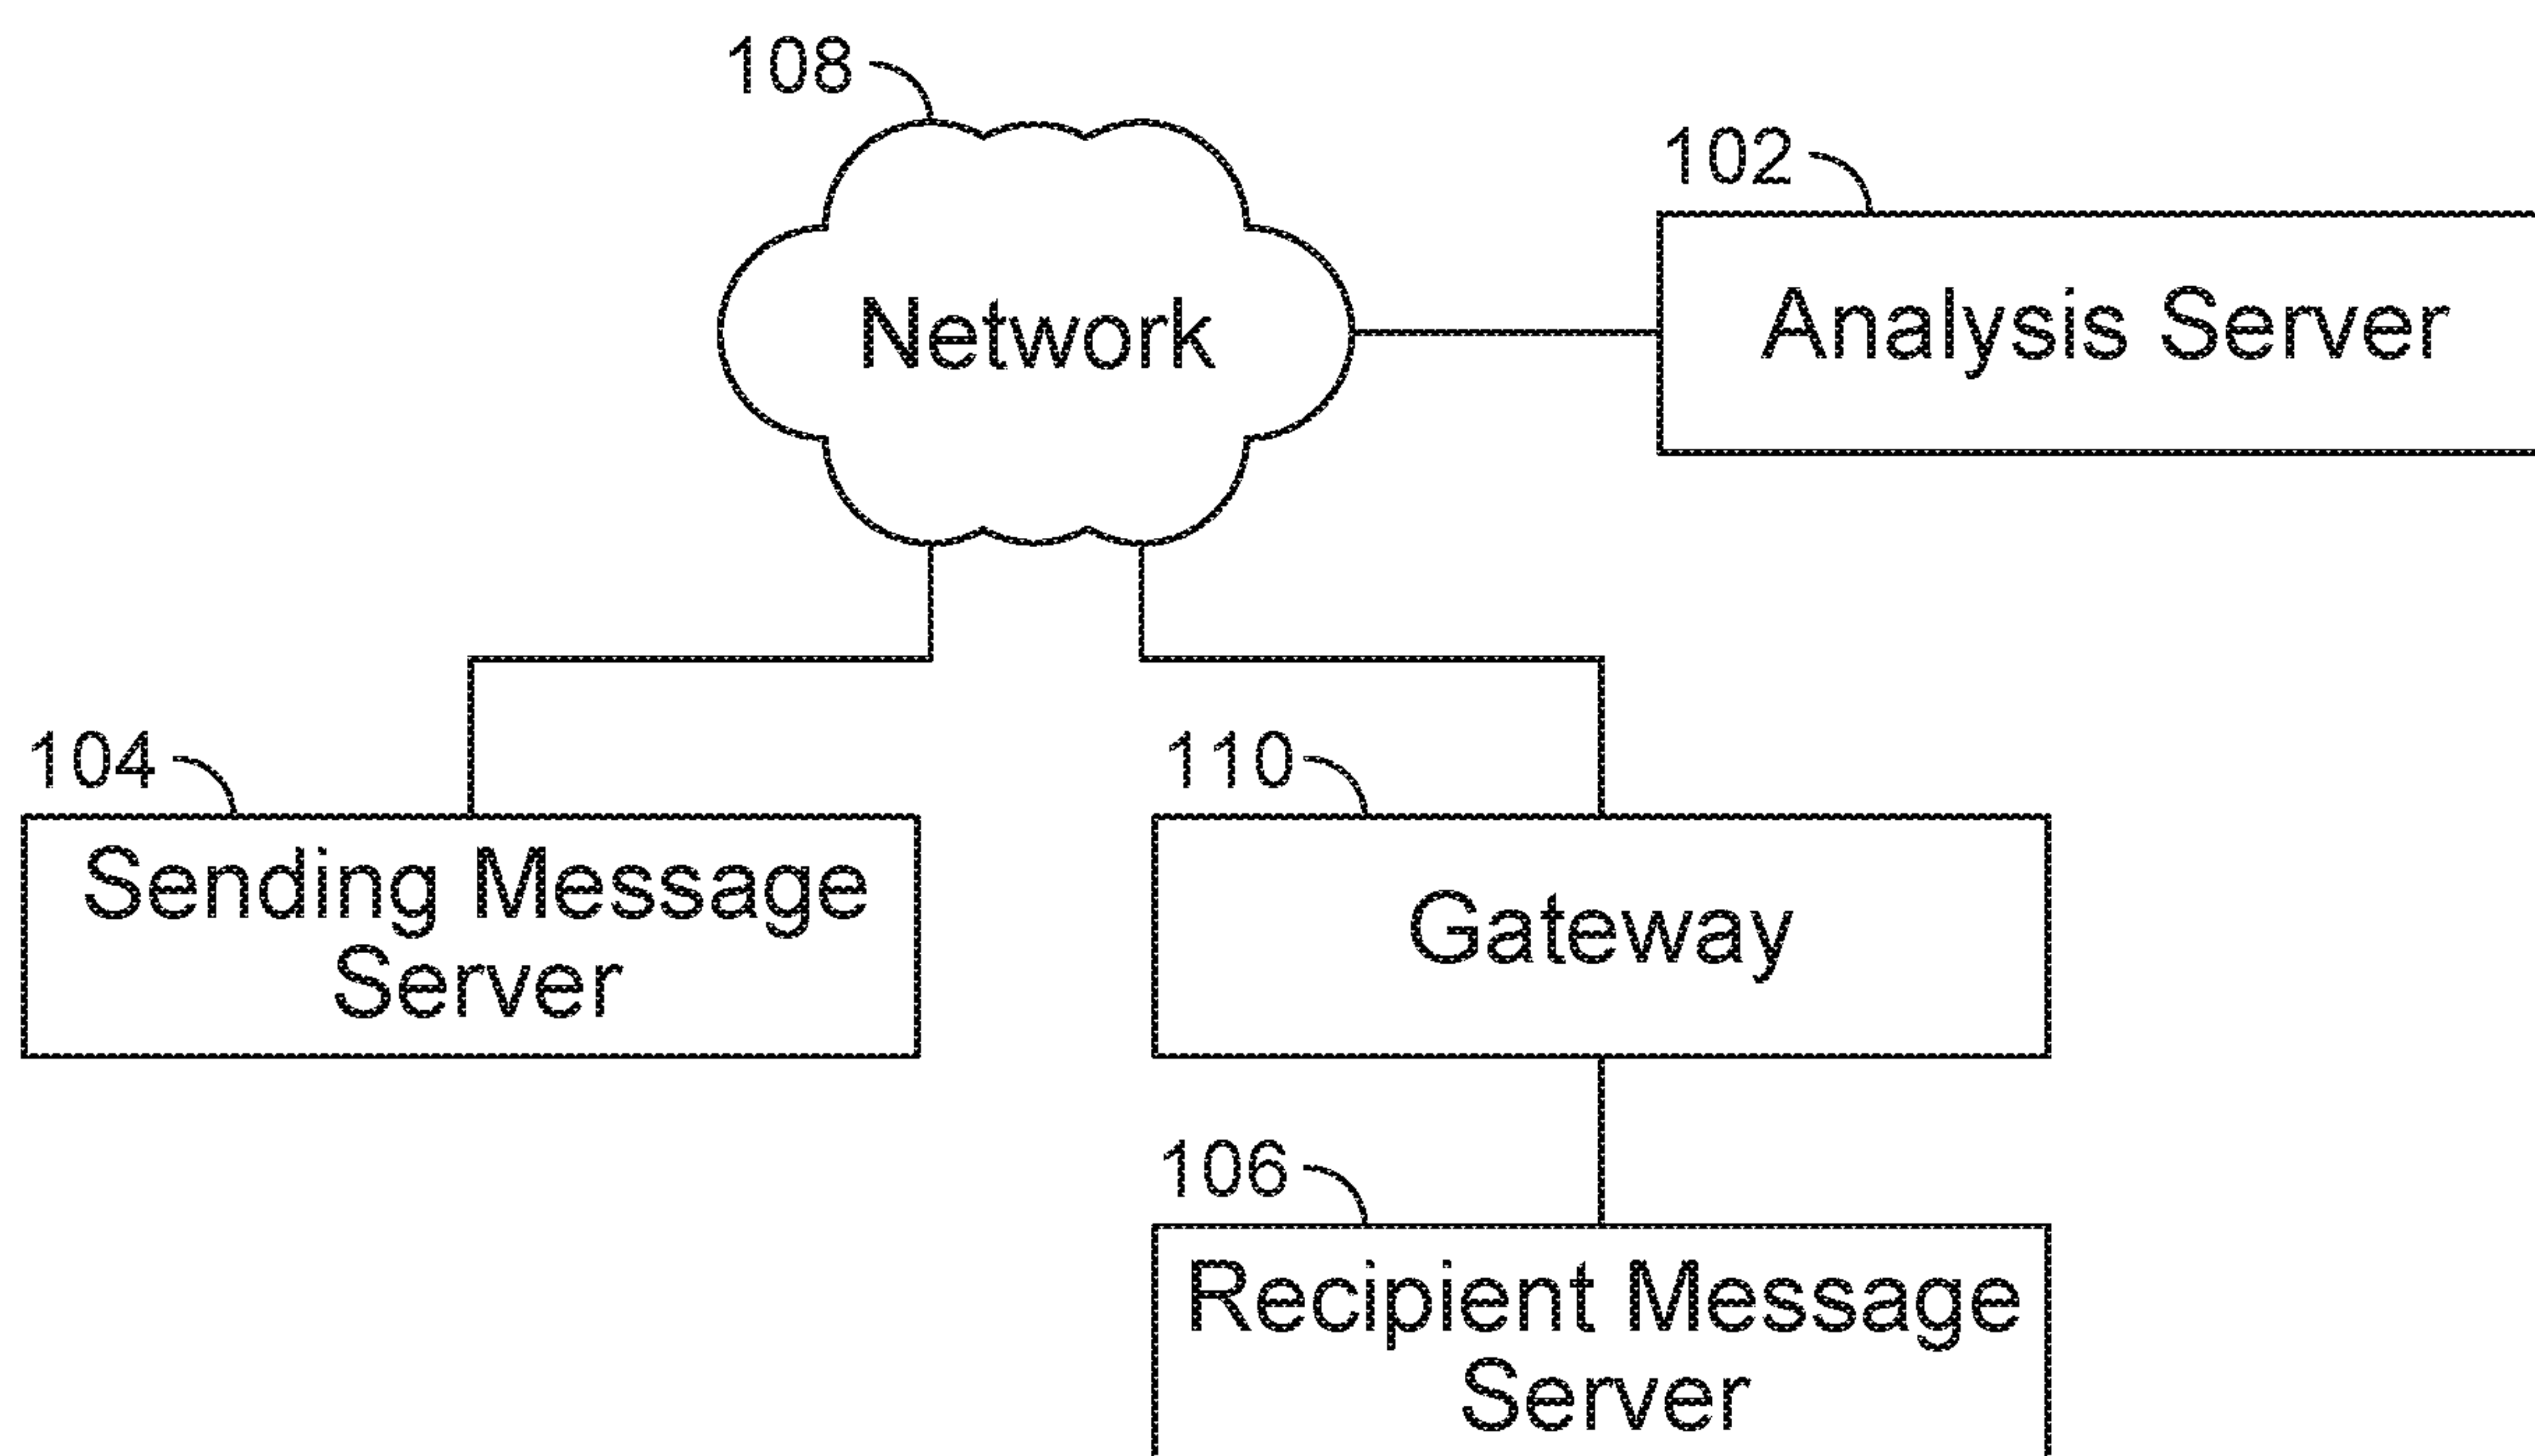 108
102
Network
Analysis Server
104
110
Sending Message
Server
Gateway
106
Recipient Message
Server